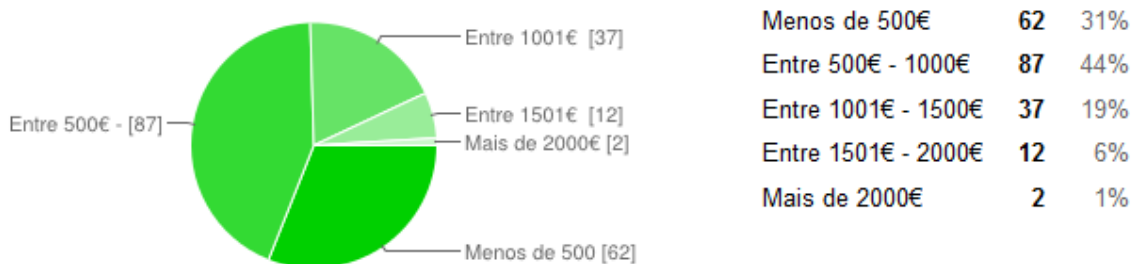 Entre 1001€ [37]
Entre 500€ - [87]
Entre 1501€ [12]
Mais de 2000€ [2]
Menos de 500 [62]
Menos de 500€ 62 31%
Entre 500€ - 1000€ 87 44%
Entre 1001€ - 1500€ 37 19%
Entre 1501€ - 2000€ 12 6%
Mais de 2000€ 2 1%